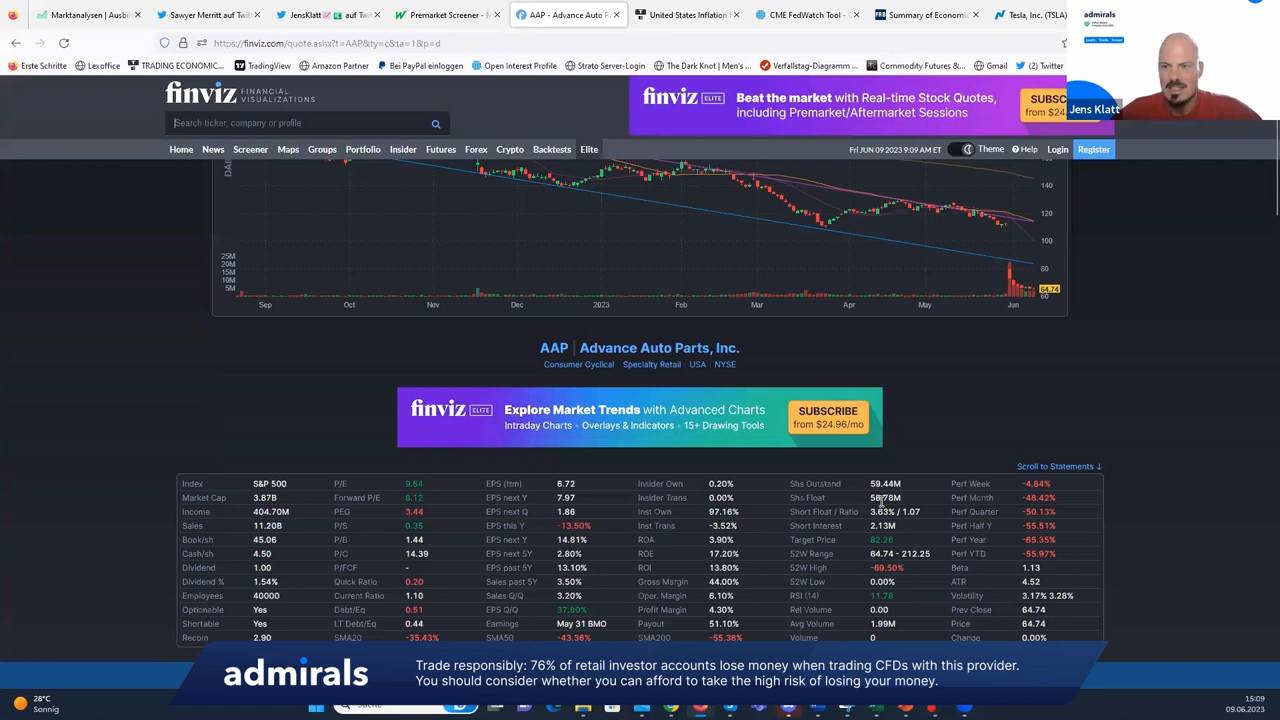 Marktanalysen | Ausbil
Sawyer Merritt auf Twitt
JensKlatt
auf Tw
Premarket Screener - N
AAP - Advance Auto P
United States Inflation
CME FedWatch Tool -
Summary of Economic
Tesla, Inc. (TSLA)
https://finviz.com/quote.ashx?t=AAP&ty
p=d
Erste Schritte
Lexoffice
TRADING ECONOMIC...
TradingView
Amazon Partner
Bei PayPal einloggen
Open Interest Profile
Strato Server-Login
The Dark Knot | Men's ...
Verfallstag-Diagramm ...
Commodity Futures &...
Gmail
(2) Twitter
admirals
Jens Klatt
finviz FINANCIAL VISUALIZATIONS
finviz ELITE
Beat the market with Real-time Stock Quotes,
including Premarket/Aftermarket Sessions
SUBSC
from $24
Search ticker, company or profile
Home News Screener Maps Groups Portfolio Insider Futures Forex Crypto Backtests Elite
Fri JUN 09 2023 9:09 AM ET
Theme
Help
Login
Register
140
120
100
80
60
64.74
25M
20M
15M
10M
5M
Sep Oct Nov Dec 2023 Feb Mar Apr May Jun
AAP | Advance Auto Parts, Inc.
Consumer Cyclical | Specialty Retail | USA | NYSE
finviz ELITE
Explore Market Trends with Advanced Charts
Intraday Charts • Overlays & Indicators • 15+ Drawing Tools
SUBSCRIBE
from $24.96/mo
Scroll to Statements ↓
Index S&P 500 P/E 9.64 EPS (ttm) 6.72 Insider Own 0.20% Shs Outstand 59.44M Perf Week -4.84%
Market Cap 3.87B Forward P/E 8.12 EPS next Y 7.97 Insider Trans 0.00% Shs Float 78M Perf Month -48.42%
Income 404.70M PEG 3.44 EPS next Q 1.86 Inst Own 97.16% Short Float / Ratio 3.63% / 1.07 Perf Quarter -50.13%
Sales 11.20B P/S 0.35 EPS this Y -13.50% Inst Trans -3.52% Short Interest 2.13M Perf Half Y -55.51%
Book/sh 45.06 P/B 1.44 EPS next Y 14.81% ROA 3.90% Target Price 82.26 Perf Year -65.35%
Cash/sh 4.50 P/C 14.39 EPS next 5Y 2.80% ROE 17.20% 52W Range 64.74 - 212.25 Perf YTD -55.97%
Dividend 1.00 P/FCF - EPS past 5Y 13.10% ROI 13.80% 52W High -69.50% Beta 1.13
Dividend % 1.54% Quick Ratio 0.20 Sales past 5Y 3.50% Gross Margin 44.00% 52W Low 0.00% ATR 4.52
Employees 40000 Current Ratio 1.10 Sales Q/Q 3.20% Oper. Margin 6.10% RSI (14) 11.78 Volatility 3.17% 3.28%
Optionable Yes Debt/Eq 0.51 EPS Q/Q 37.80% Profit Margin 4.30% Rel Volume 0.00 Prev Close 64.74
Shortable Yes LT Debt/Eq 0.44 Earnings May 31 BMO Payout 51.10% Avg Volume 1.99M Price 64.74
Recom 2.90 SMA20 -35.43% SMA50 -43.36% SMA200 -55.38% Volume 0 Change 0.00%
admirals
Trade responsibly: 76% of retail investor accounts lose money when trading CFDs with this provider.
You should consider whether you can afford to take the high risk of losing your money.
28°C
Sonnig
15:09
09.06.2023